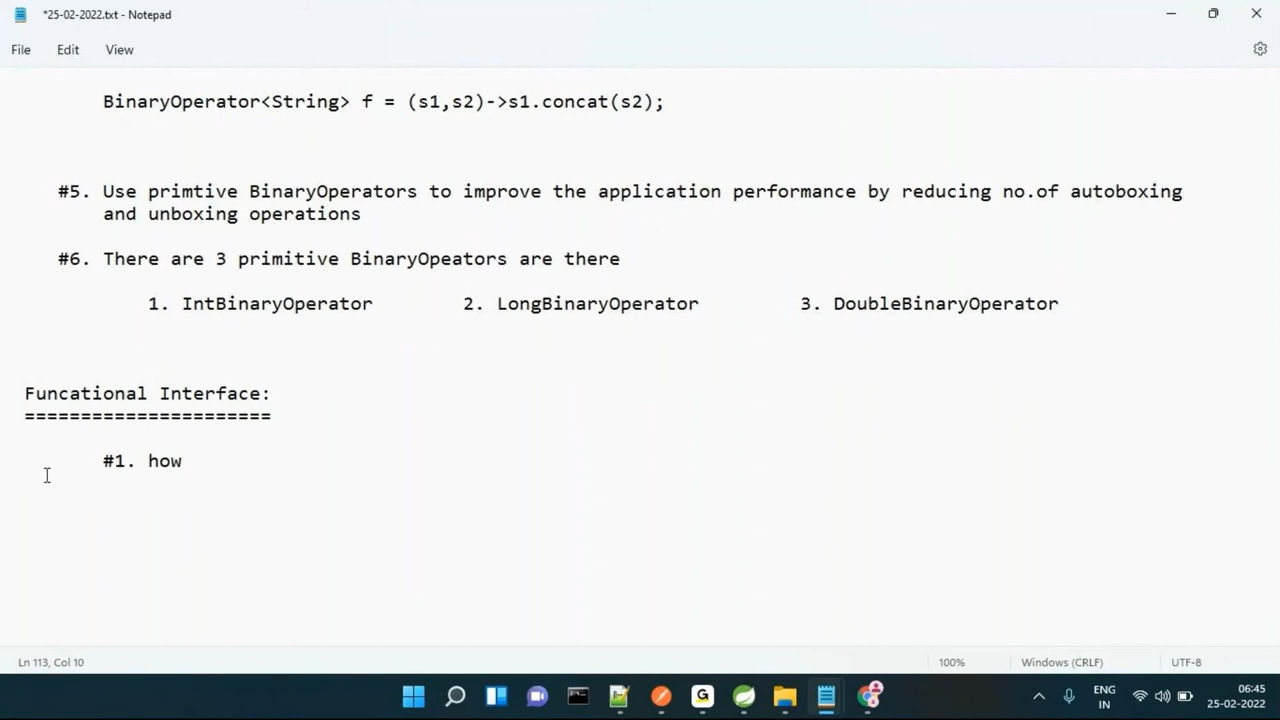 *25-02-2022.txt - Notepad
File Edit View
BinaryOperator<String> f = (s1,s2)->s1.concat(s2);
#5. Use primtive BinaryOperators to improve the application performance by reducing no.of autoboxing
and unboxing operations
#6. There are 3 primitive BinaryOpeators are there
1. IntBinaryOperator 2. LongBinaryOperator 3. DoubleBinaryOperator
Funcational Interface:
======================
#1. how
Ln 113, Col 10 100% Windows (CRLF) UTF-8
ENG 06:45
IN 25-02-2022